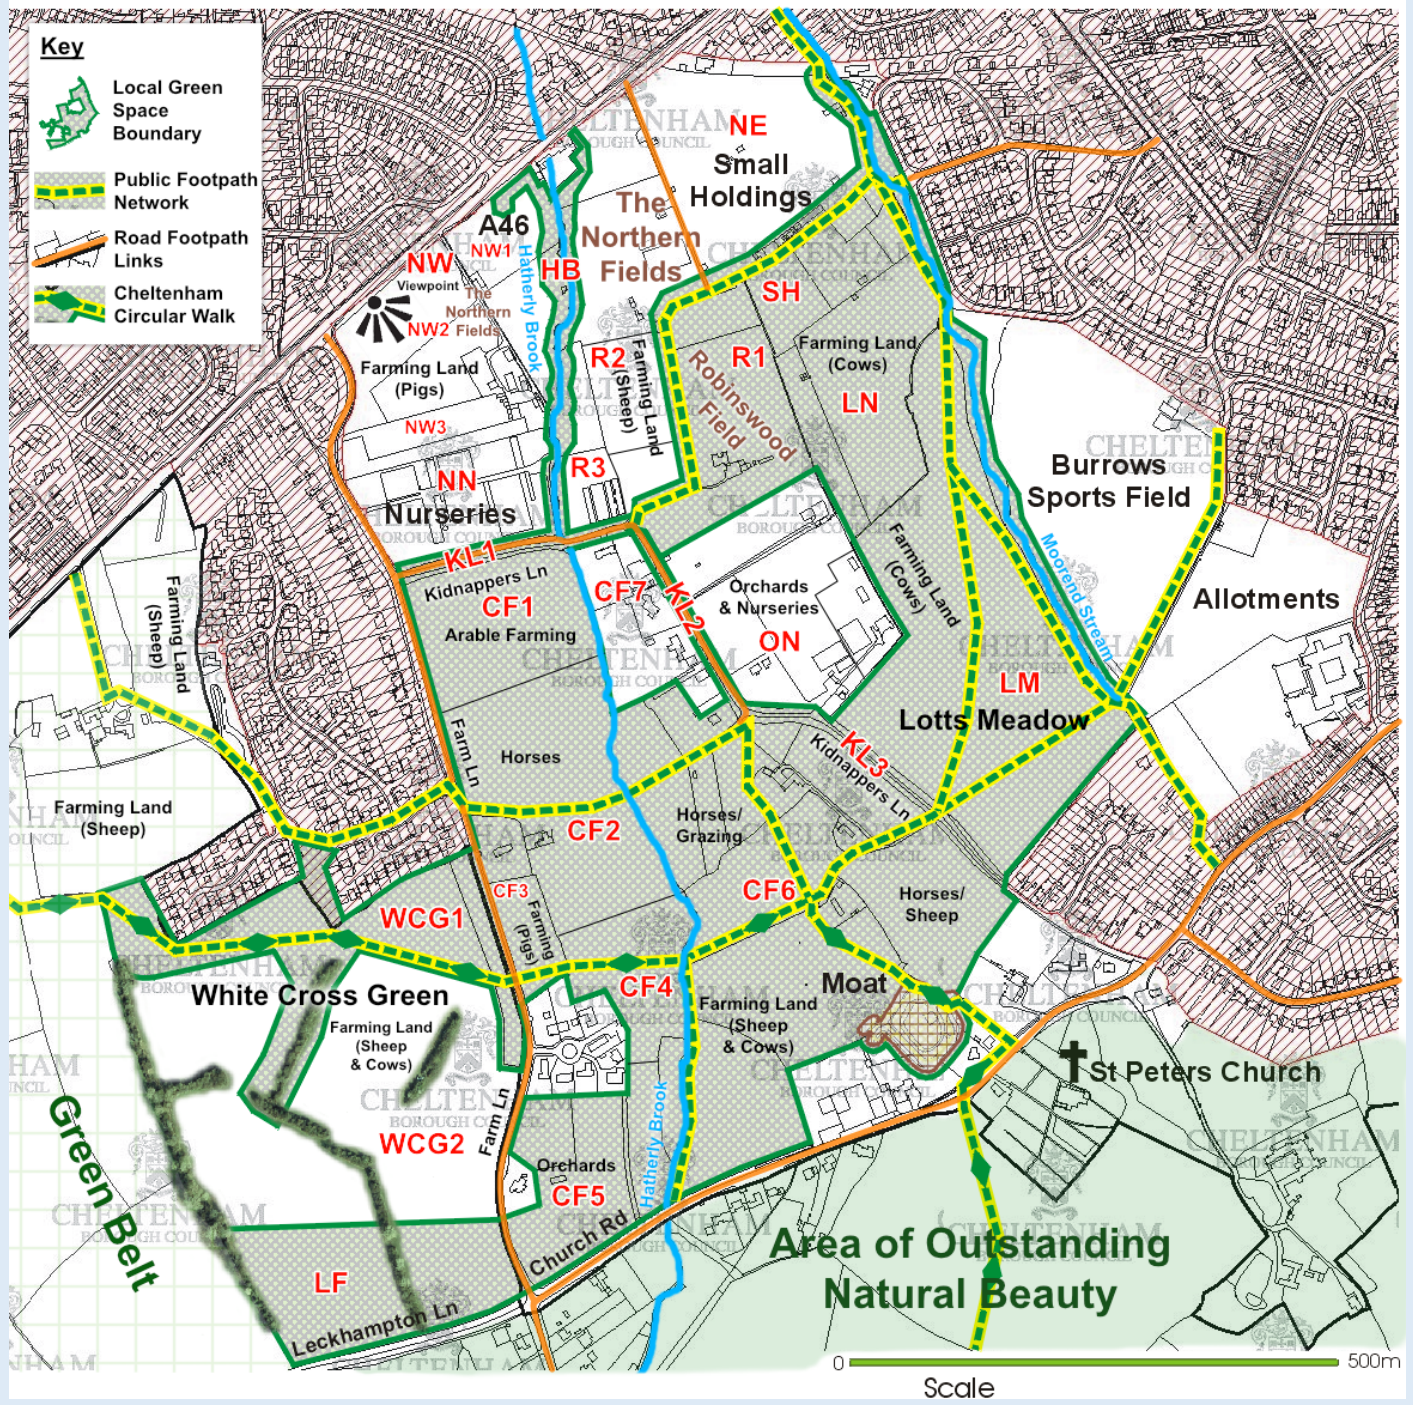 Key
Local Green
Space
Boundary
Public Footpath
Network
Road Footpath
Links
Cheltenham
Circular Walk
NE
Small
Holdings
The
Northern
Fields
A46
NW1
NW
Viewpoint
The
Northern
Fields
NW2
HB
Hatherly Brook
SH
Farming Land
(Pigs)
R2
Farming Land
(Sheep)
R1
Robinswood
Field
Farming Land
(Cows)
LN
NW3
NN
Nurseries
R3
Burrows
Sports Field
KL1
Kidnappers Ln
CF1
Arable Farming
CF7
KL2
Orchards
& Nurseries
ON
Farming Land
(Cows)
Moorend Stream
Allotments
Farming Land
(Sheep)
LM
Lotts Meadow
Farm Ln
Horses
KL3
Kidnappers Ln
Farming Land
(Sheep)
Horses/
Grazing
CF2
CF3
CF6
Horses/
Sheep
WCG1
Farming
(Pigs)
White Cross Green
CF4
Moat
Farming Land
(Sheep
& Cows)
Farming Land
(Sheep
& Cows)
St Peters Church
Green Belt
WCG2
Farm Ln
Hatherly Brook
Orchards
CF5
Church Rd
Area of Outstanding
Natural Beauty
LF
Leckhampton Ln
0
500m
Scale
CHELTENHAM
BOROUGH COUNCIL